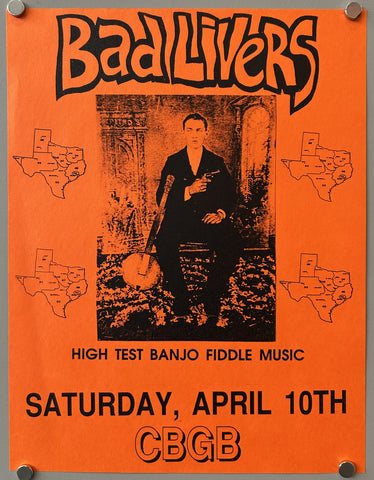 Bad Livers
HIGH TEST BANJO FIDDLE MUSIC
SATURDAY, APRIL 10TH
CBGB